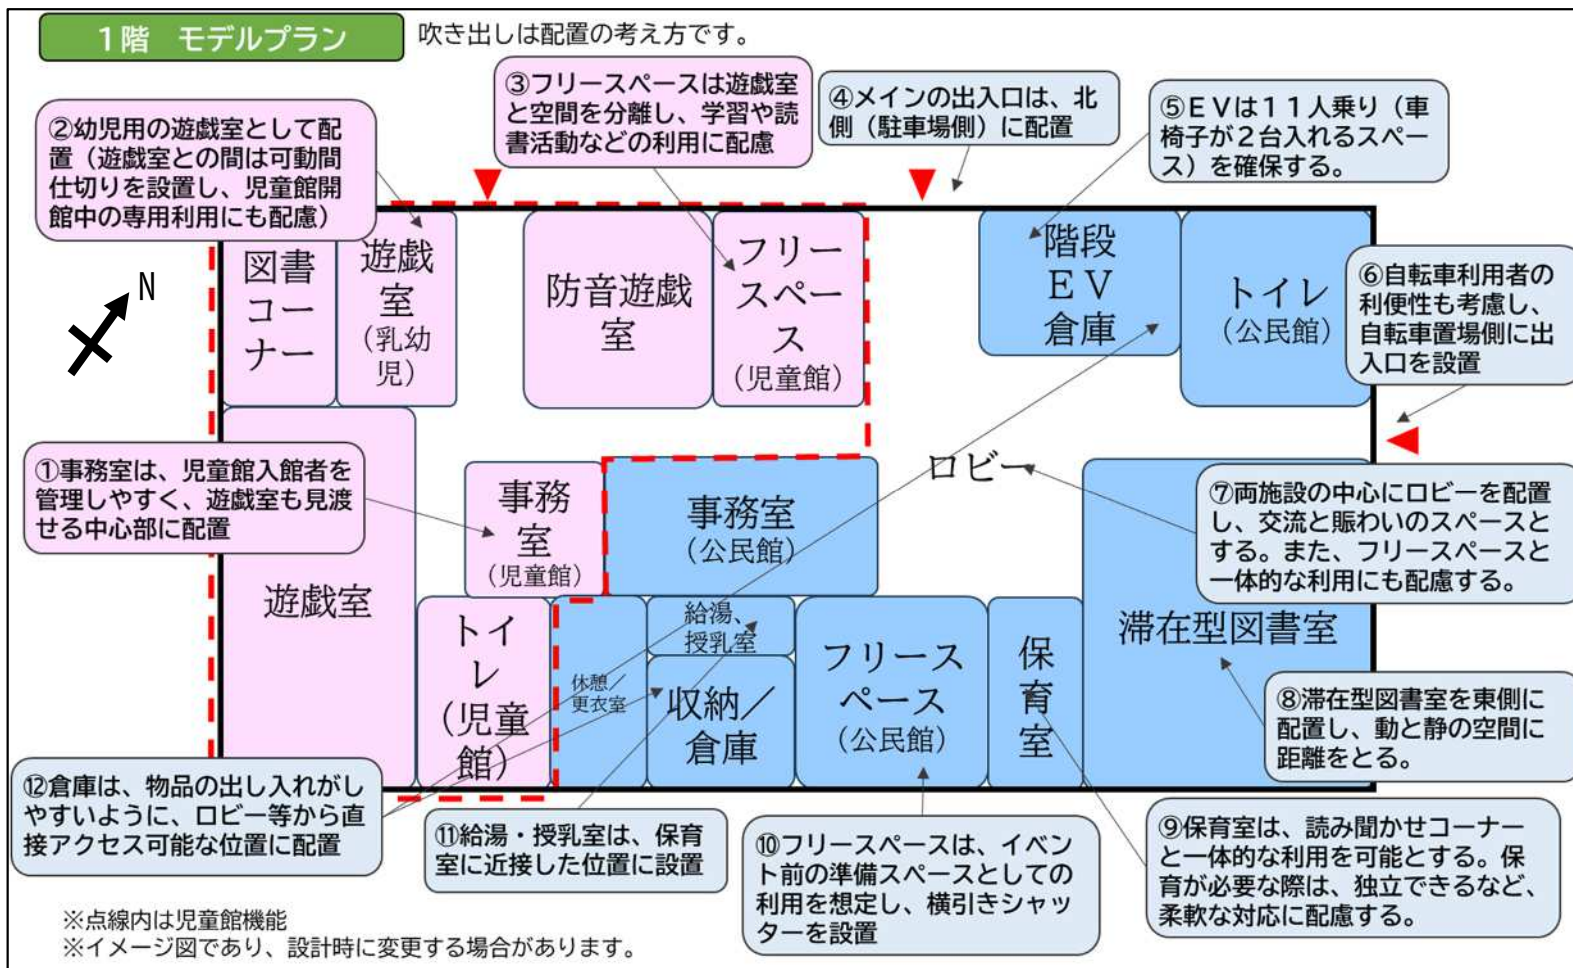 1階 モデルプラン
吹き出しは配置の考え方です。
②幼児用の遊戯室として配
置（遊戯室との間は可動間
仕切りを設置し、児童館開
館中の専用利用にも配慮）
③フリースペースは遊戯室
と空間を分離し、学習や読
書活動などの利用に配慮
④メインの出入口は、北
側（駐車場側）に配置
⑤ＥＶは１１人乗り（車
椅子が２台入れるスペー
ス）を確保する。
N
図書
コー
ナー
遊戯
室
（乳幼
児）
防音遊戯
室
フリー
スペー
ス
（児童館）
階段
ＥＶ
倉庫
トイレ
（公民館）
⑥自転車利用者の
利便性も考慮し、
自転車置場側に出
入口を設置
①事務室は、児童館入館者を
管理しやすく、遊戯室も見渡
せる中心部に配置
遊戯室
事務
室
（児童館）
事務室
（公民館）
ロビー
⑦両施設の中心にロビーを配置
し、交流と賑わいのスペースと
する。また、フリースペースと
一体的な利用にも配慮する。
トイ
レ
（児童
館）
休憩／
更衣室
給湯、
授乳室
収納／
倉庫
フリース
ペース
（公民館）
保
育
室
滞在型図書室
⑧滞在型図書室を東側に
配置し、動と静の空間に
距離をとる。
⑫倉庫は、物品の出し入れがし
やすいように、ロビー等から直
接アクセス可能な位置に配置
⑪給湯・授乳室は、保育
室に近接した位置に設置
⑩フリースペースは、イベン
ト前の準備スペースとしての
利用を想定し、横引きシャッ
ターを設置
⑨保育室は、読み聞かせコーナー
と一体的な利用を可能とする。保
育が必要な際は、独立できるなど、
柔軟な対応に配慮する。
※点線内は児童館機能
※イメージ図であり、設計時に変更する場合があります。